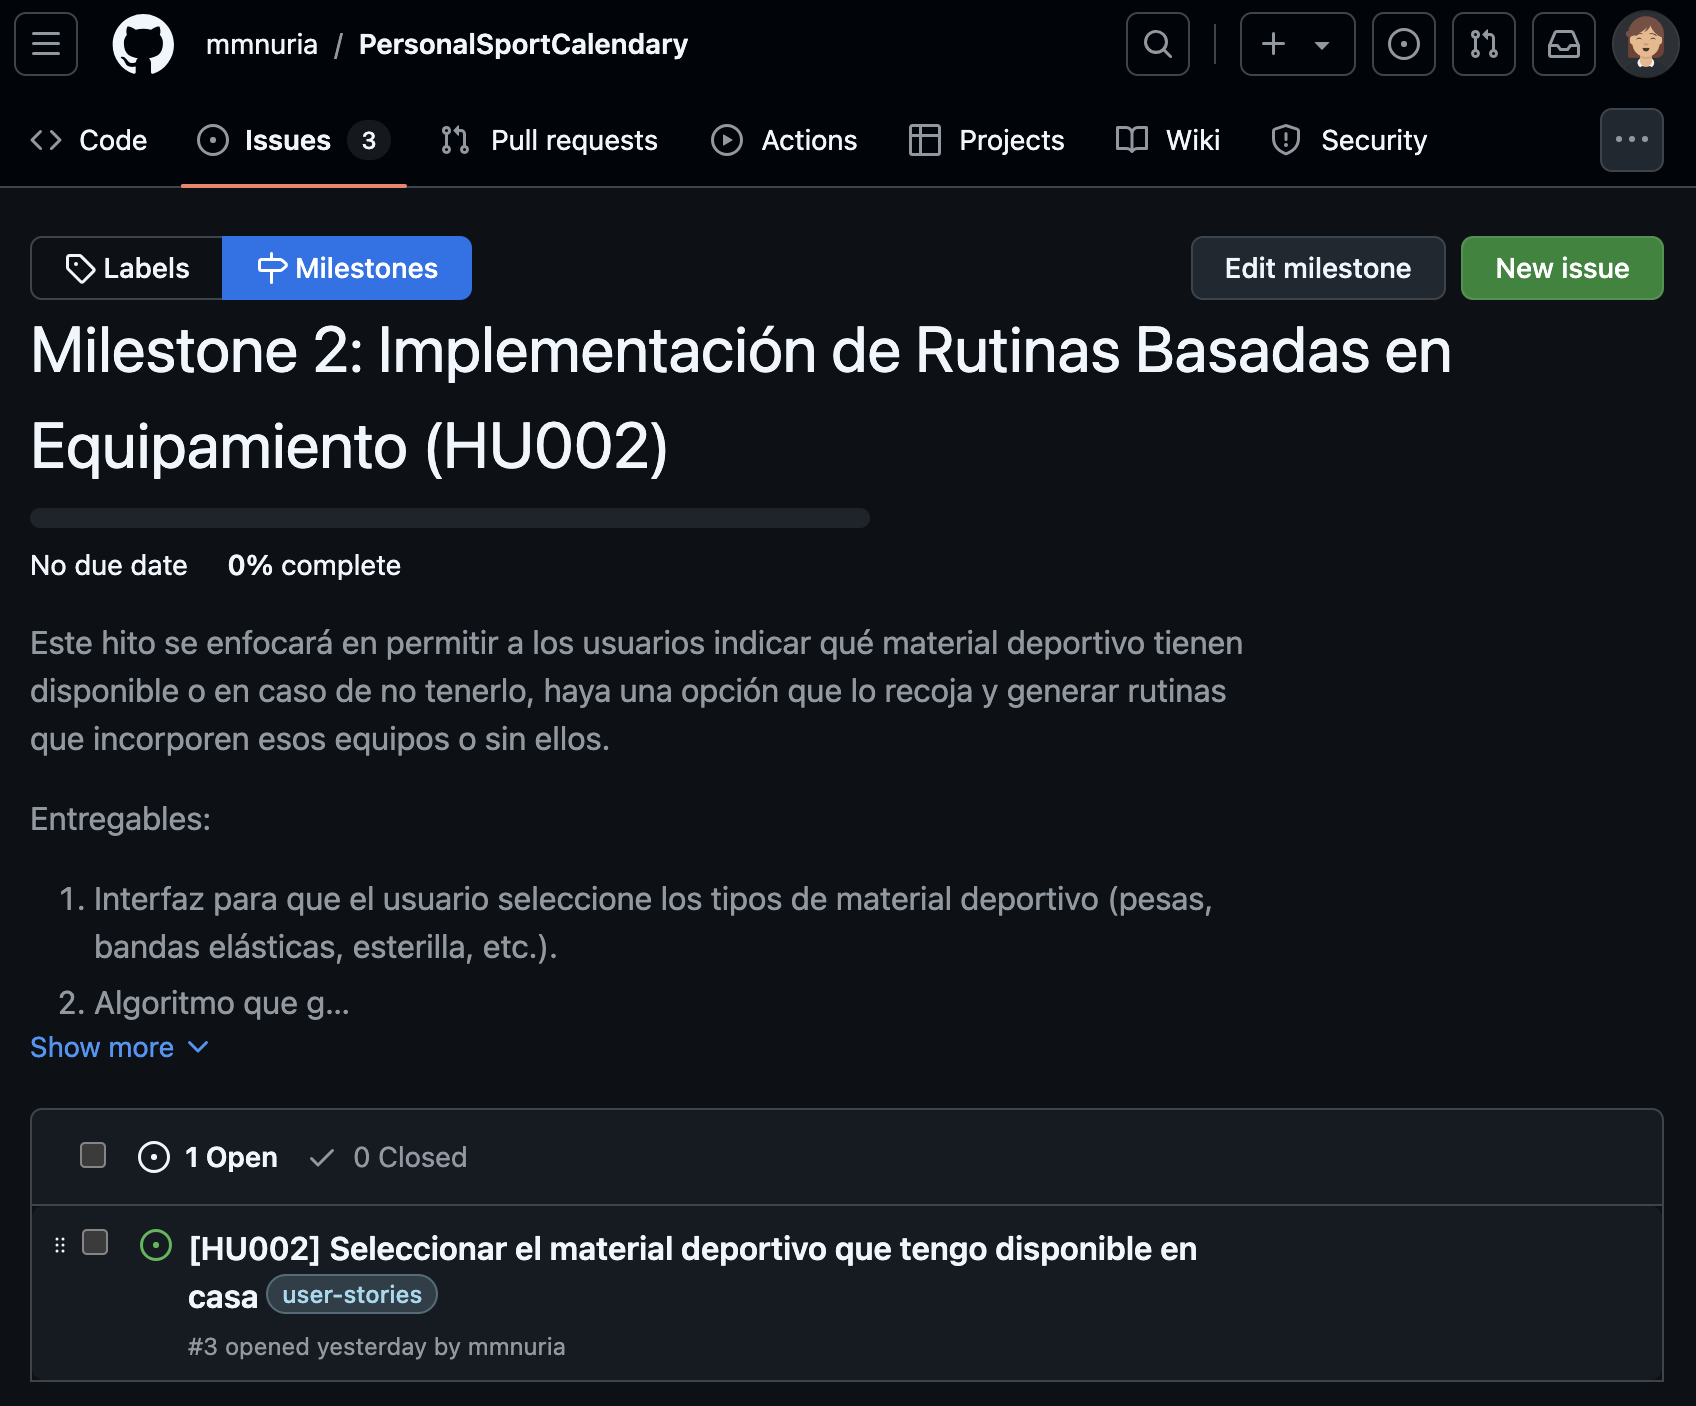 mmnuria / PersonalSportCalendary
Code Issues 3 Pull requests Actions Projects Wiki Security
Labels Milestones Edit milestone New issue
Milestone 2: Implementación de Rutinas Basadas en
Equipamiento (HU002)
No due date 0% complete
Este hito se enfocará en permitir a los usuarios indicar qué material deportivo tienen
disponible o en caso de no tenerlo, haya una opción que lo recoja y generar rutinas
que incorporen esos equipos o sin ellos.
Entregables:
1. Interfaz para que el usuario seleccione los tipos de material deportivo (pesas,
bandas elásticas, esterilla, etc.).
2. Algoritmo que g...
Show more
1 Open 0 Closed
[HU002] Seleccionar el material deportivo que tengo disponible en
casa user-stories
#3 opened yesterday by mmnuria